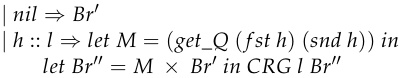 | nil ⇒ Br′
| h :: l ⇒ let M = (get_Q (fst h) (snd h)) in
let Br″ = M × Br′ in CRG l Br″